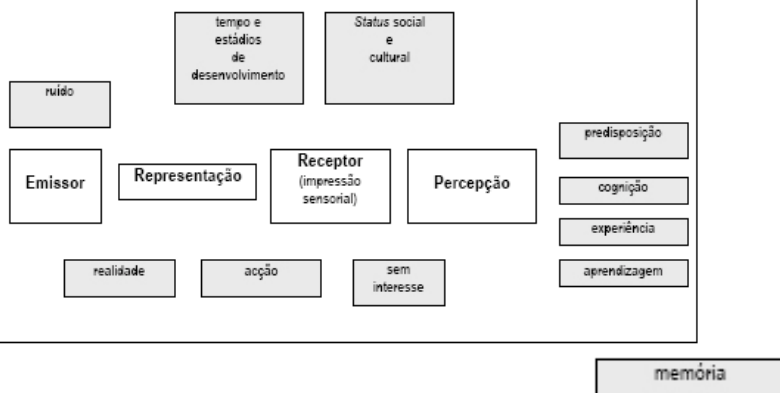 tempo e
estádios
de
desenvolvimento
Status social
e
cultural
ruído
predisposição
Emissor
Representação
Receptor
(impressão
sensorial)
Percepção
cognição
experiência
realidade
acção
sem
interesse
aprendizagem
memória